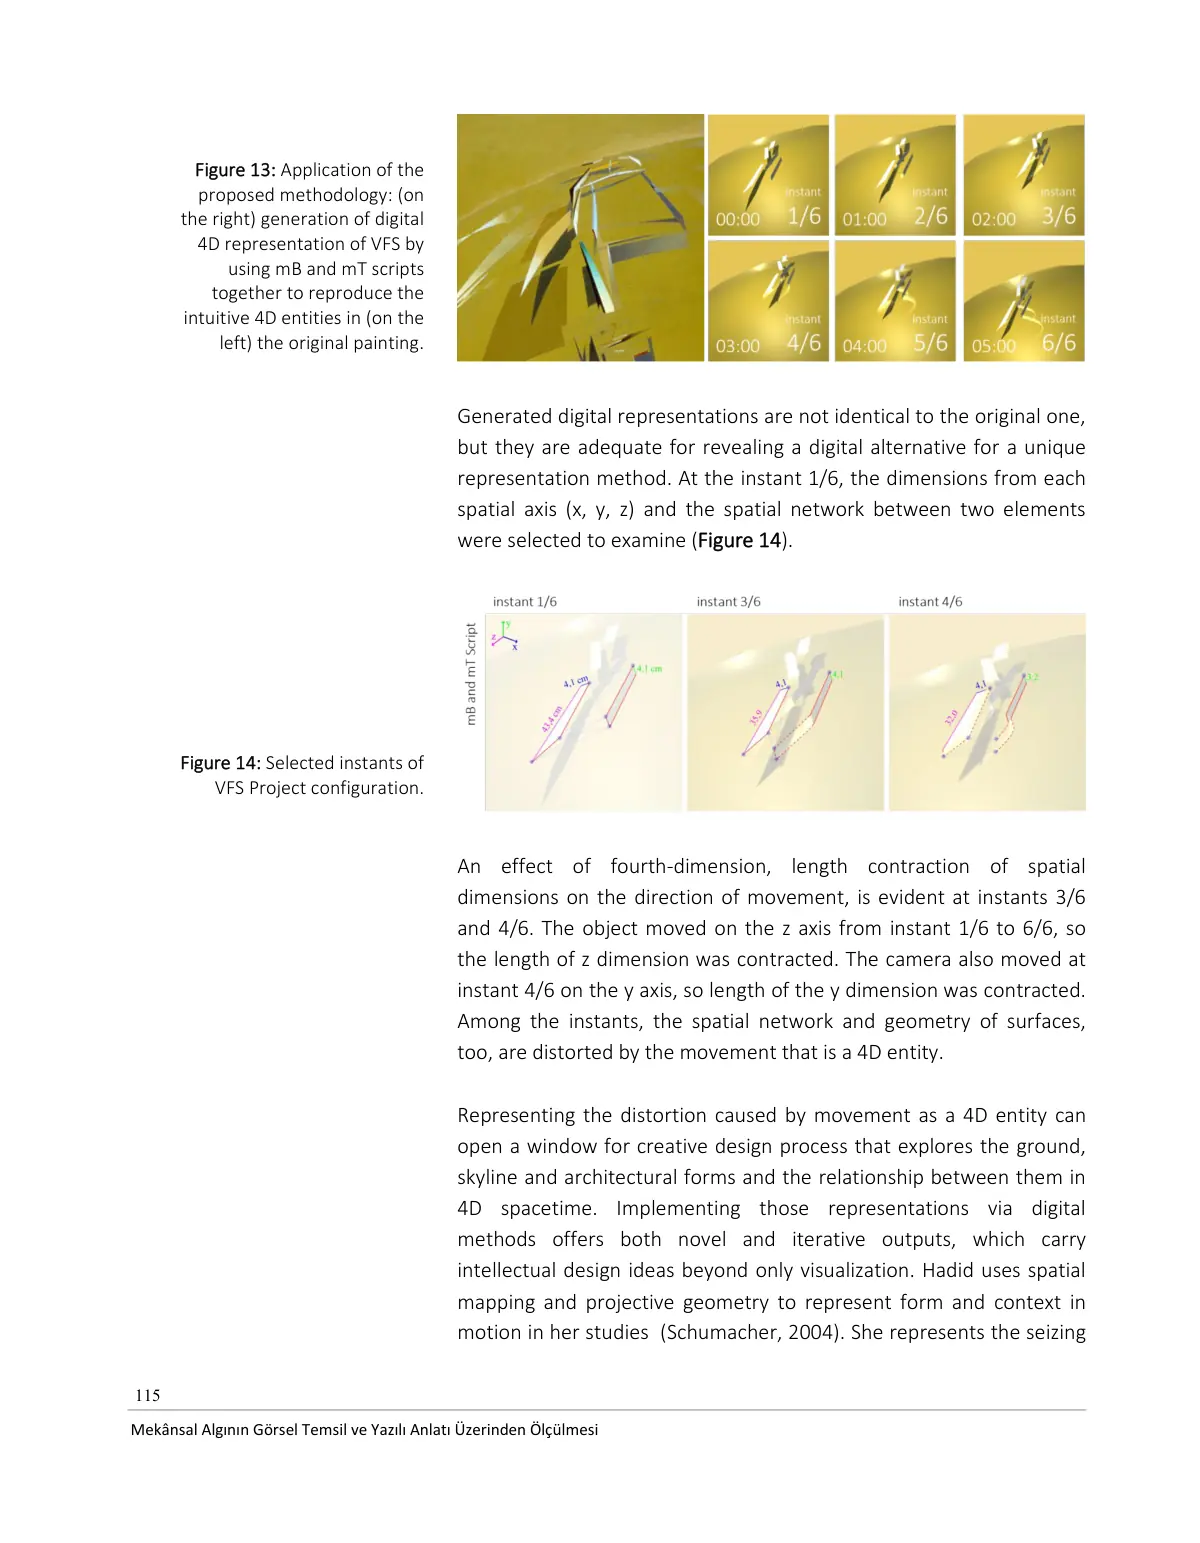 Figure 13: Application of the
proposed methodology: (on
the right) generation of digital
4D representation of VFS by
using mB and mT scripts
together to reproduce the
intuitive 4D entities in (on the
left) the original painting.
instant
00:00 1/6
instant
01:00 2/6
instant
02:00 3/6
instant
03:00 4/6
instant
04:00 5/6
instant
05:00 6/6
Generated digital representations are not identical to the original one,
but they are adequate for revealing a digital alternative for a unique
representation method. At the instant 1/6, the dimensions from each
spatial axis (x, y, z) and the spatial network between two elements
were selected to examine (Figure 14).
instant 1/6
instant 3/6
instant 4/6
mB and mT Script
y
z
x
4,1 cm
4,1 cm
43,4 cm
4,1
4,1
35,9
4,1
3,2
32,0
Figure 14: Selected instants of
VFS Project configuration.
An effect of fourth-dimension, length contraction of spatial
dimensions on the direction of movement, is evident at instants 3/6
and 4/6. The object moved on the z axis from instant 1/6 to 6/6, so
the length of z dimension was contracted. The camera also moved at
instant 4/6 on the y axis, so length of the y dimension was contracted.
Among the instants, the spatial network and geometry of surfaces,
too, are distorted by the movement that is a 4D entity.
Representing the distortion caused by movement as a 4D entity can
open a window for creative design process that explores the ground,
skyline and architectural forms and the relationship between them in
4D spacetime. Implementing those representations via digital
methods offers both novel and iterative outputs, which carry
intellectual design ideas beyond only visualization. Hadid uses spatial
mapping and projective geometry to represent form and context in
motion in her studies (Schumacher, 2004). She represents the seizing
115
Mekânsal Algının Görsel Temsil ve Yazılı Anlatı Üzerinden Ölçülmesi